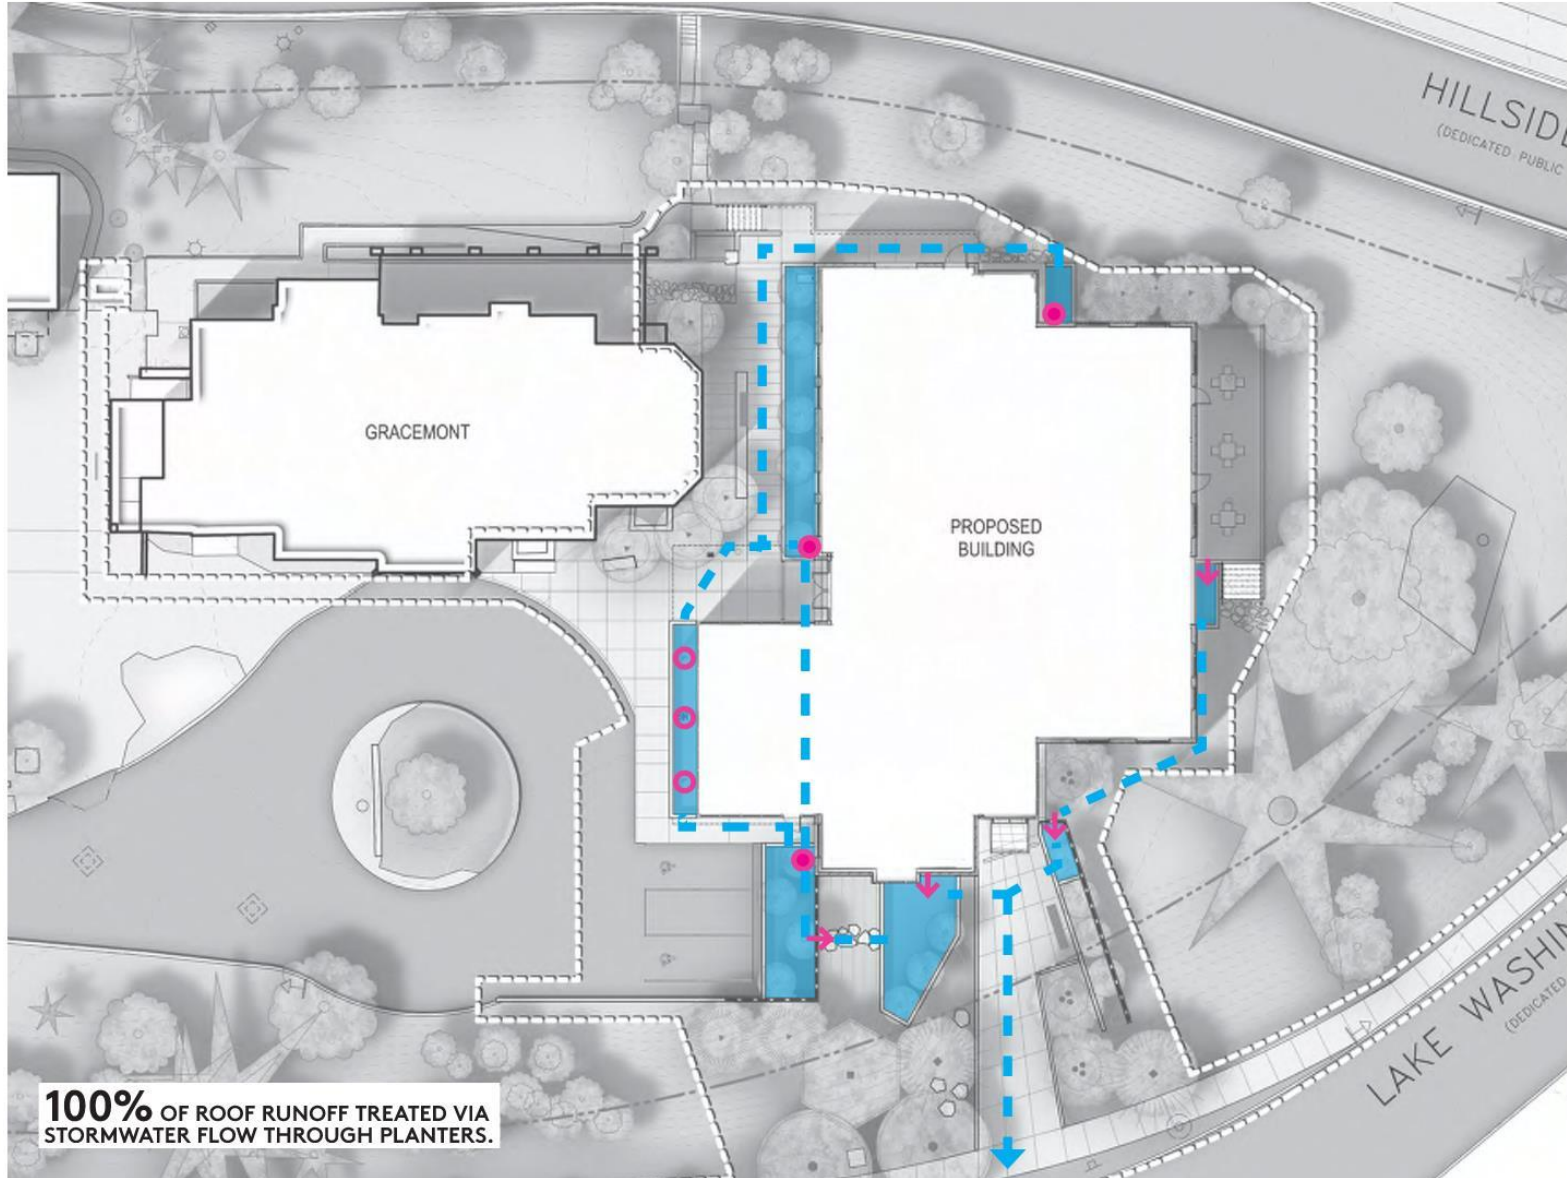 HILLSIDE
(DEDICATED PUBLIC
GRACEMONT
PROPOSED
BUILDING
LAKE WASHIN
(DEDICATED
100% OF ROOF RUNOFF TREATED VIA
STORMWATER FLOW THROUGH PLANTERS.